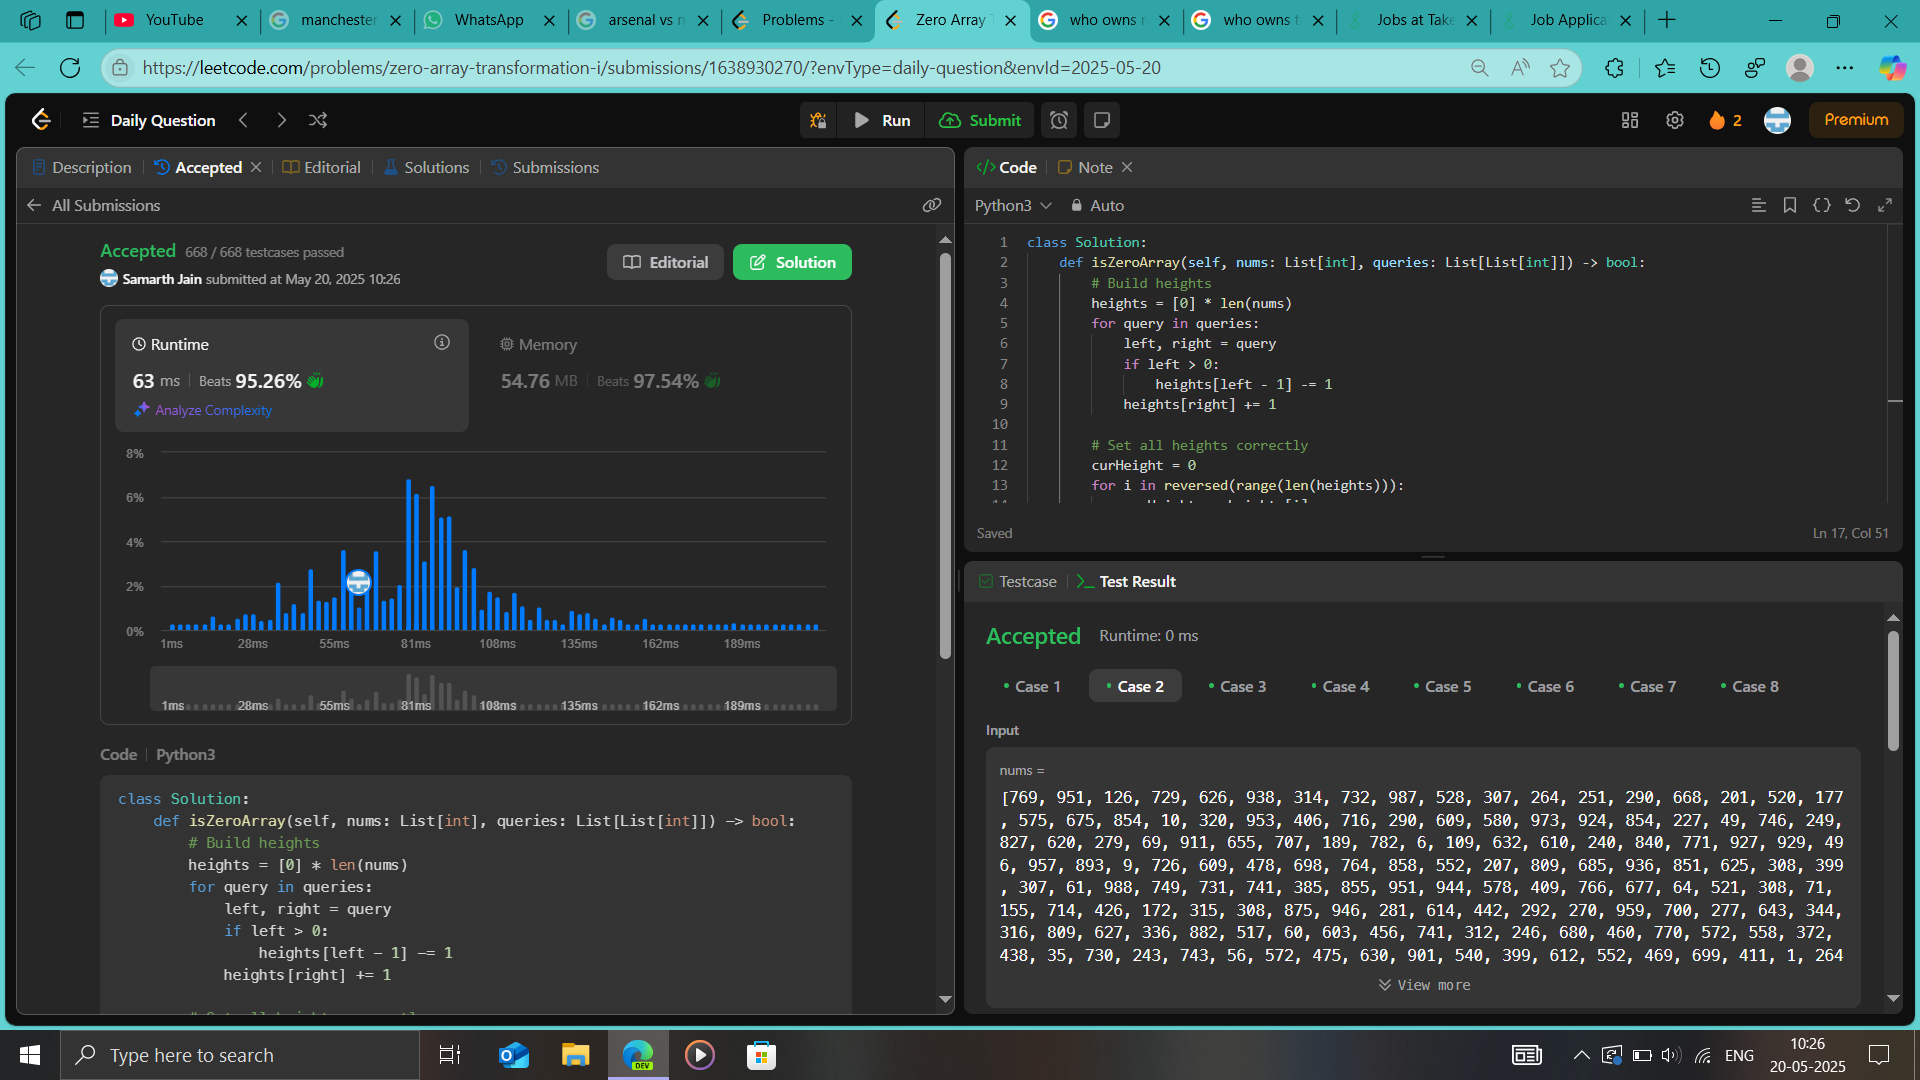 YouTube
manchester
WhatsApp
arsenal vs n
Problems -
Zero Array T
who owns r
who owns t
Jobs at Take
Job Applica
https://leetcode.com/problems/zero-array-transformation-i/submissions/1638930270/?envType=daily-question&envId=2025-05-20
Daily Question
Run
Submit
2
Premium
Description
Accepted
Editorial
Solutions
Submissions
All Submissions
Accepted 668 / 668 testcases passed
Samarth Jain submitted at May 20, 2025 10:26
Editorial
Solution
Runtime
63 ms | Beats 95.26%
Analyze Complexity
Memory
54.76 MB | Beats 97.54%
8%
6%
4%
2%
0%
1ms 28ms 55ms 81ms 108ms 135ms 162ms 189ms
1ms 28ms 55ms 81ms 108ms 135ms 162ms 189ms
Code | Python3
class Solution:
def isZeroArray(self, nums: List[int], queries: List[List[int]]) -> bool:
# Build heights
heights = [0] * len(nums)
for query in queries:
left, right = query
if left > 0:
heights[left - 1] -= 1
heights[right] += 1
Code
Note
Python3
Auto
1 class Solution:
2 def isZeroArray(self, nums: List[int], queries: List[List[int]]) -> bool:
3 # Build heights
4 heights = [0] * len(nums)
5 for query in queries:
6 left, right = query
7 if left > 0:
8 heights[left - 1] -= 1
9 heights[right] += 1
10
11 # Set all heights correctly
12 curHeight = 0
13 for i in reversed(range(len(heights))):
Saved
Ln 17, Col 51
Testcase
Test Result
Accepted Runtime: 0 ms
Case 1
Case 2
Case 3
Case 4
Case 5
Case 6
Case 7
Case 8
Input
nums =
[769, 951, 126, 729, 626, 938, 314, 732, 987, 528, 307, 264, 251, 290, 668, 201, 520, 177
, 575, 675, 854, 10, 320, 953, 406, 716, 290, 609, 580, 973, 924, 854, 227, 49, 746, 249,
827, 620, 279, 69, 911, 655, 707, 189, 782, 6, 109, 632, 610, 240, 840, 771, 927, 929, 49
6, 957, 893, 9, 726, 609, 478, 698, 764, 858, 552, 207, 809, 685, 936, 851, 625, 308, 399
, 307, 61, 988, 749, 731, 741, 385, 855, 951, 944, 578, 409, 766, 677, 64, 521, 308, 71,
155, 714, 426, 172, 315, 308, 875, 946, 281, 614, 442, 292, 270, 959, 700, 277, 643, 344,
316, 809, 627, 336, 882, 517, 60, 603, 456, 741, 312, 246, 680, 460, 770, 572, 558, 372,
438, 35, 730, 243, 743, 56, 572, 475, 630, 901, 540, 399, 612, 552, 469, 699, 411, 1, 264
View more
Type here to search
DEV
ENG
10:26
20-05-2025